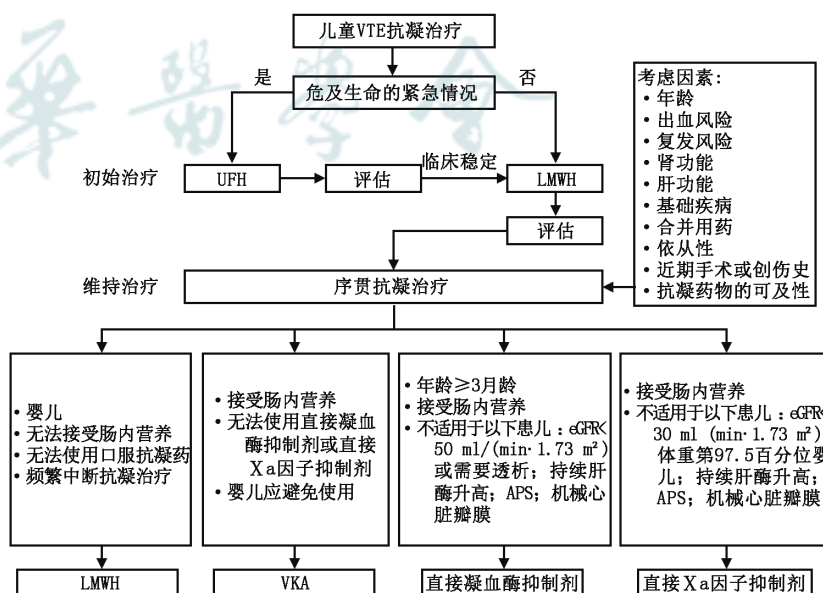 儿童VTE抗凝治疗
是
危及生命的紧急情况
否
考虑因素:
·年龄
·出血风险
·复发风险
·肾功能
·肝功能
·基础疾病
·合并用药
·依从性
·近期手术或创伤史
·抗凝药物的可及性
初始治疗
UFH
评估
临床稳定
LMWH
评估
维持治疗
序贯抗凝治疗
·婴儿
·无法接受肠内营养
·无法使用口服抗凝药
·频繁中断抗凝治疗
·接受肠内营养
·无法使用直接凝血
酶抑制剂或直接
Xa因子抑制剂
·婴儿应避免使用
·年龄≥3月龄
·接受肠内营养
·不适用于以下患儿：eGFR<
50 ml/(min·1.73 m²)
或需要透析；持续肝
酶升高；APS；机械心
脏瓣膜
·接受肠内营养
·不适用于以下患儿：eGFR<
30 ml (min·1.73 m²)
体重第97.5百分位婴
儿；持续肝酶升高；
APS；机械心脏瓣膜
LMWH
VKA
直接凝血酶抑制剂
直接Xa因子抑制剂
華醫學會